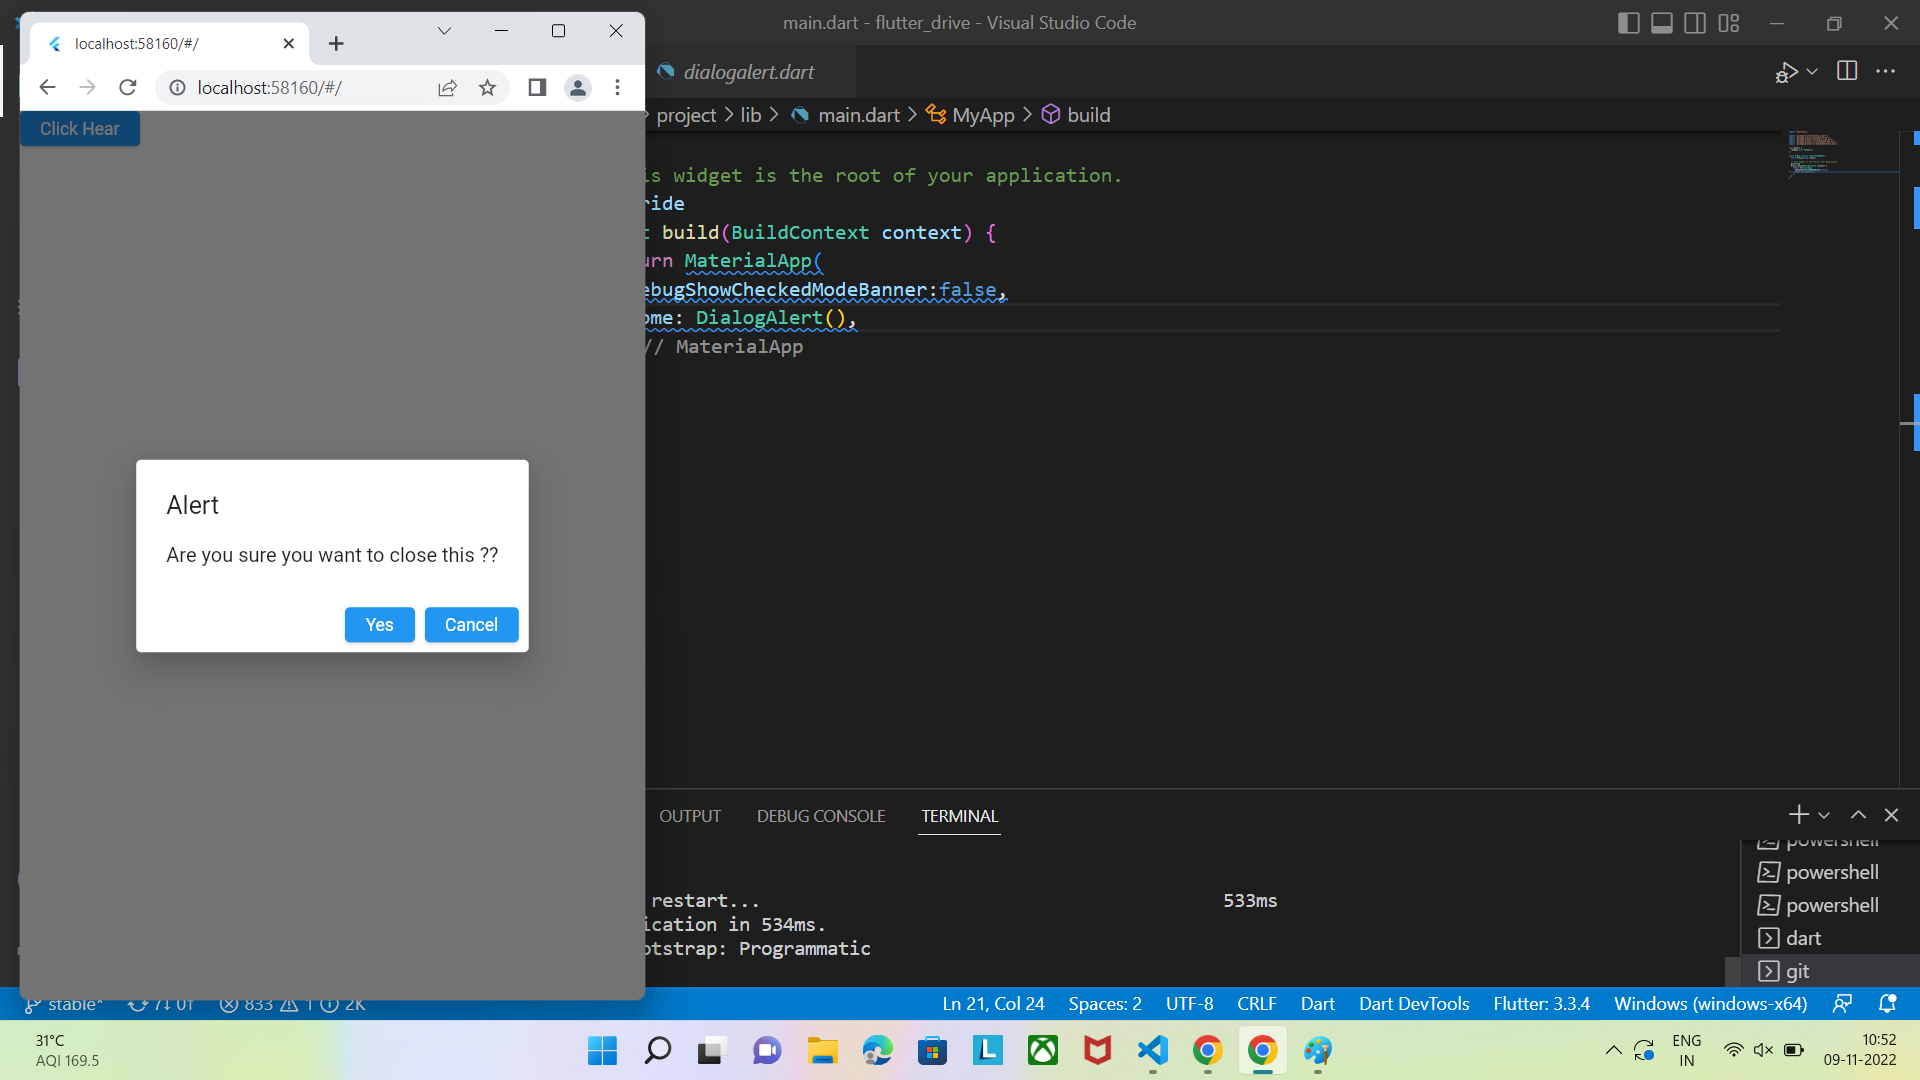 main.dart - flutter_drive - Visual Studio Code
localhost:58160/#/
localhost:58160/#/
Click Hear
Alert
Are you sure you want to close this ??
Yes
Cancel
dialogalert.dart
project > lib > main.dart > MyApp > build
is widget is the root of your application.
ride
t build(BuildContext context) {
urn MaterialApp(
ebugShowCheckedModeBanner:false,
ome: DialogAlert(),
// MaterialApp
OUTPUT
DEBUG CONSOLE
TERMINAL
restart... 533ms
ication in 534ms.
otstrap: Programmatic
powershell
powershell
powershell
dart
git
stable* 7↓ 0↑ 833 1 2K
Ln 21, Col 24
Spaces: 2
UTF-8
CRLF
Dart
Dart DevTools
Flutter: 3.3.4
Windows (windows-x64)
31°C
AQI 169.5
ENG
IN
10:52
09-11-2022